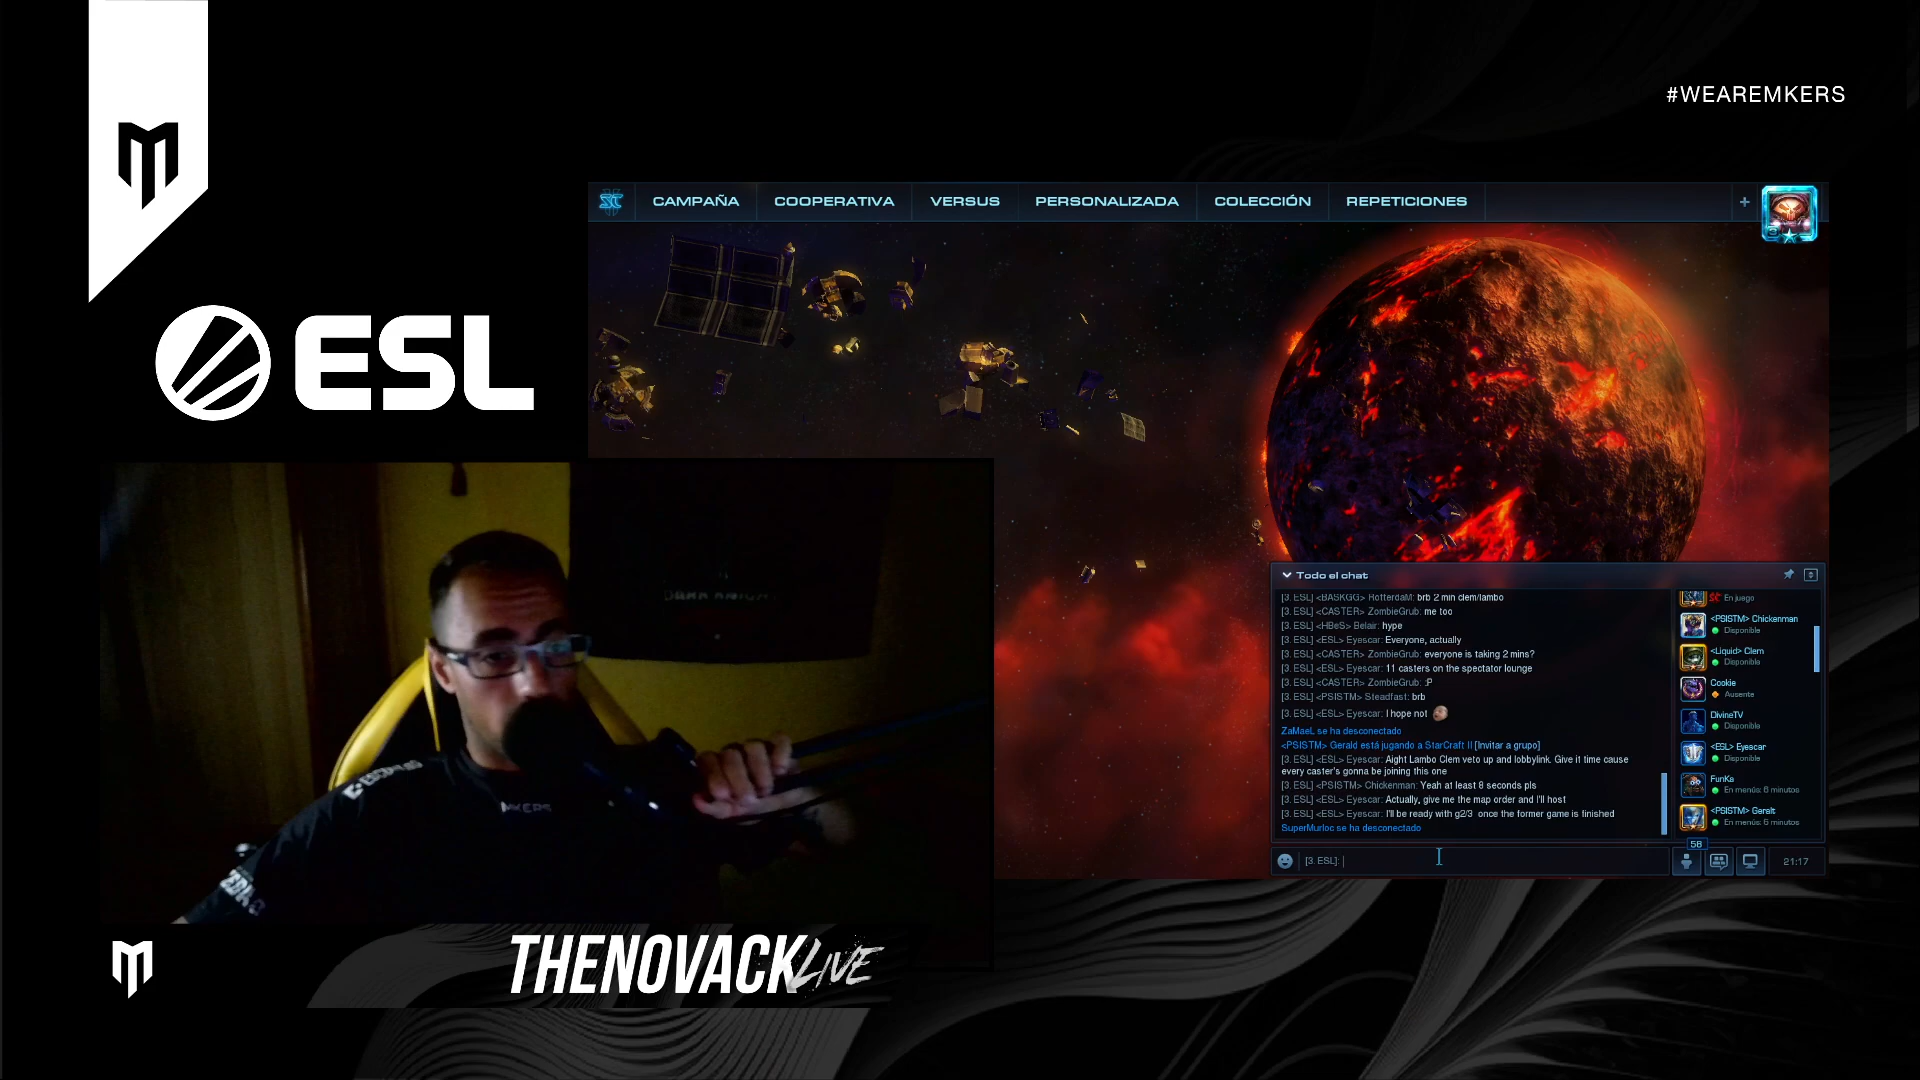 #WEAREMKERS
CAMPAÑA COOPERATIVA VERSUS PERSONALIZADA COLECCIÓN REPETICIONES
ESL
Todo el chat
[3. ESL] <BASKGG> RotterdaM: brb 2 min clem/lambo
[3. ESL] <CASTER> ZombieGrub: me too
[3. ESL] <HBeS> Belair: hype
[3. ESL] <ESL> Eyescar: Everyone, actually
[3. ESL] <CASTER> ZombieGrub: everyone is taking 2 mins?
[3. ESL] <ESL> Eyescar: 11 casters on the spectator lounge
[3. ESL] <CASTER> ZombieGrub: :P
[3. ESL] <PSISTM> Steadfast: brb
[3. ESL] <ESL> Eyescar: I hope not
ZaMaeL se ha desconectado
<PSISTM> Gerald está jugando a StarCraft II [Invitar a grupo]
[3. ESL] <ESL> Eyescar: Aight Lambo Clem veto up and lobbylink. Give it time cause
every caster's gonna be joining this one
[3. ESL] <PSISTM> Chickenman: Yeah at least 8 seconds pls
[3. ESL] <ESL> Eyescar: Actually, give me the map order and I'll host
[3. ESL] <ESL> Eyescar: I'll be ready with g2/3 once the former game is finished
SuperMurloc se ha desconectado
[3. ESL]:
En juego
<PSISTM> Chickenman
Disponible
<Liquid> Clem
Disponible
Cookie
Ausente
DivineTV
Disponible
<ESL> Eyescar
Disponible
FunKa
En menús: 6 minutos
<PSISTM> Geralt
En menús: 6 minutos
58
21:17
MKERS
THENOVACK LIVE